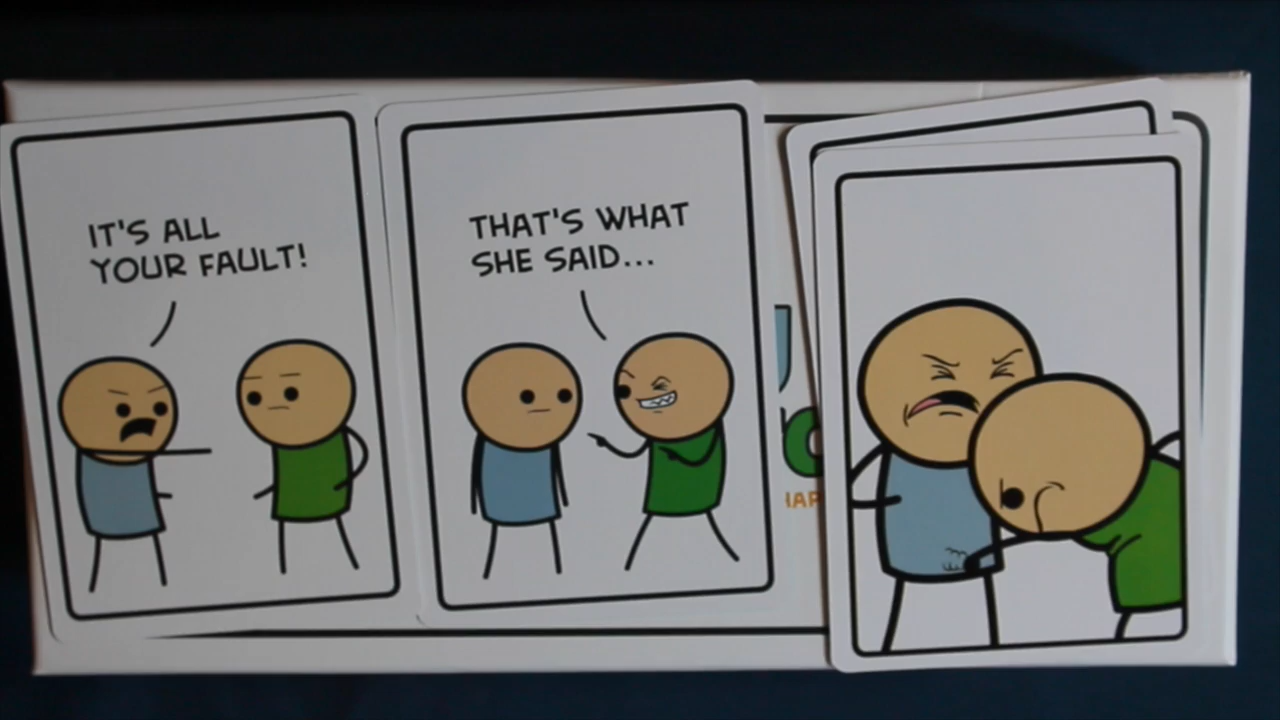 IT'S ALL
YOUR FAULT!
THAT'S WHAT
SHE SAID...